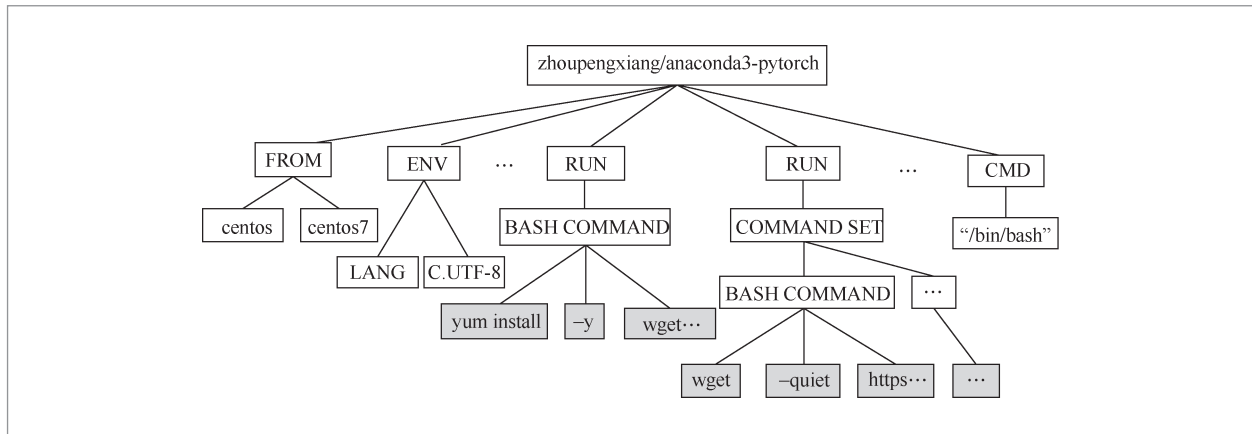 zhoupengxiang/anaconda3-pytorch
FROM
ENV
…
RUN
RUN
…
CMD
centos
centos7
BASH COMMAND
COMMAND SET
“/bin/bash”
LANG
C.UTF-8
BASH COMMAND
…
yum install
–y
wget…
wget
–quiet
https…
…